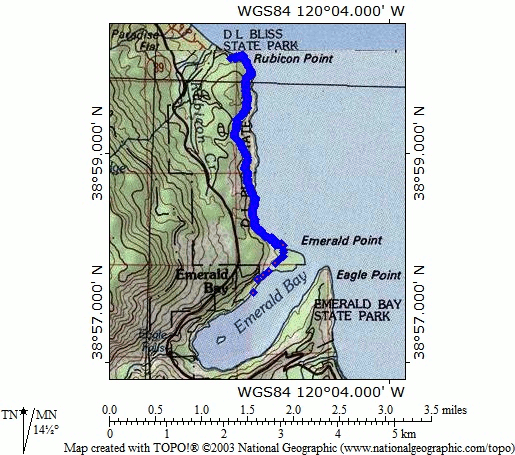 WGS84 120°04.000' W
Paradise
Flat
D L BLISS
STATE PARK
Rubicon Point
89
Rubicon
Cr
38°59.000' N
38°59.000' N
Emerald Point
Emerald
Bay
Eagle Point
Emerald Bay
EMERALD BAY
STATE PARK
38°57.000' N
38°57.000' N
Eagle
Falls
WGS84 120°04.000' W
TN MN
14½°
0.0 0.5 1.0 1.5 2.0 2.5 3.0 3.5 miles
0 1 2 3 4 5 km
Map created with TOPO!® ©2003 National Geographic (www.nationalgeographic.com/topo)